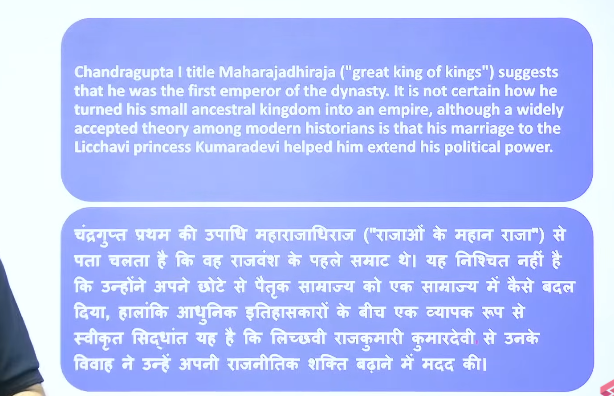 Chandragupta I title Maharajadhiraja ("great king of kings") suggests
that he was the first emperor of the dynasty. It is not certain how he
turned his small ancestral kingdom into an empire, although a widely
accepted theory among modern historians is that his marriage to the
Licchavi princess Kumaradevi helped him extend his political power.
चंद्रगुप्त प्रथम की उपाधि महाराजाधिराज ("राजाओं के महान राजा") से
पता चलता है कि वह राजवंश के पहले सम्राट थे। यह निश्चित नहीं है
कि उन्होंने अपने छोटे से पैतृक साम्राज्य को एक साम्राज्य में कैसे बदल
दिया, हालांकि आधुनिक इतिहासकारों के बीच एक व्यापक रूप से
स्वीकृत सिद्धांत यह है कि लिच्छवी राजकुमारी कुमारदेवी से उनके
विवाह ने उन्हें अपनी राजनीतिक शक्ति बढ़ाने में मदद की।